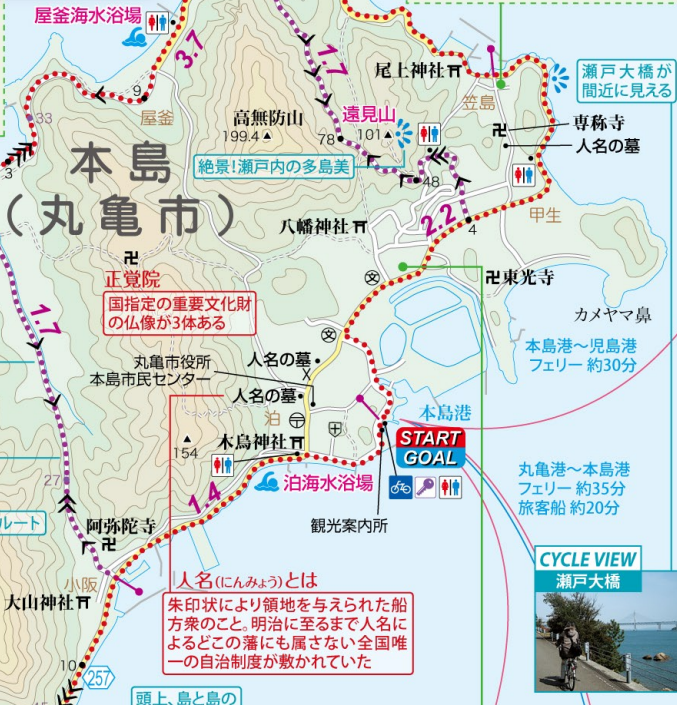 屋釜海水浴場
3.7
1.7
尾上神社
笠島
瀬戸大橋が
間近に見える
9
屋釜
33
3
高無防山
199.4
遠見山
101
78
絶景!瀬戸内の多島美
48
専称寺
人名の墓
本島
(丸亀市)
八幡神社
2.2
4
甲生
正覚院
国指定の重要文化財
の仏像が3体ある
文
東光寺
カメヤマ鼻
1.7
文
丸亀市役所
本島市民センター
人名の墓
人名の墓
泊
本島港~児島港
フェリー 約30分
本島港
START
GOAL
154
木烏神社
泊海水浴場
1.4
27
ルート
阿弥陀寺
観光案内所
丸亀港~本島港
フェリー 約35分
旅客船 約20分
小阪
大山神社
人名(にんみょう)とは
朱印状により領地を与えられた船
方衆のこと。明治に至るまで人名に
よるどこの藩にも属さない全国唯
一の自治制度が敷かれていた
CYCLE VIEW
瀬戸大橋
10
257
45
頭上、島と島の